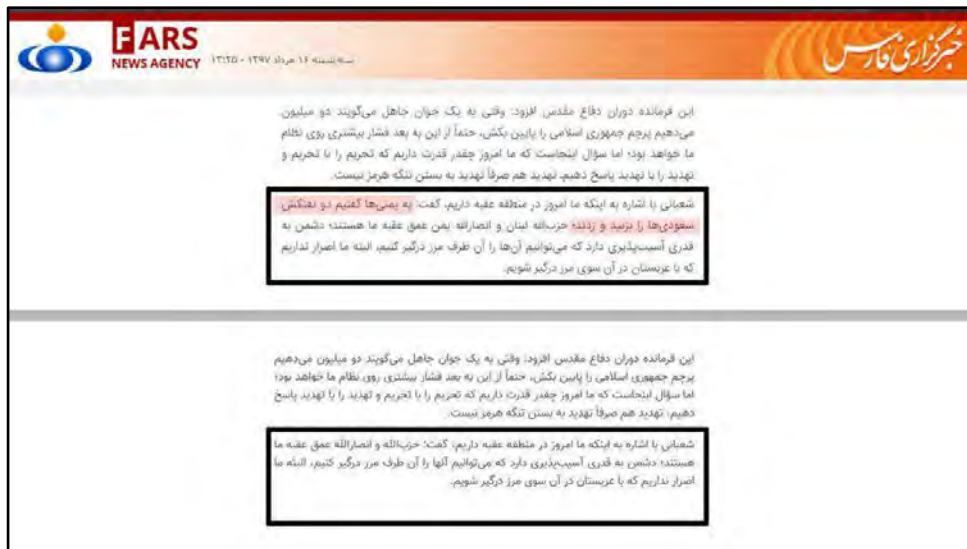 FARS
NEWS AGENCY
سه شنبه ۱۶ مرداد ۱۳۹۷ - ۱۳:۲۵
خبرگزاری فارس
این فرمانده دوران دفاع مقدس افزود: وقتی به یک جوان جاهل می‌گویند دو میلیون
می‌دهیم پرچم جمهوری اسلامی را پایین بکش، حتماً از این به بعد فشار بیشتری روی نظام
ما خواهد بود؛ اما سؤال اینجاست که ما امروز چقدر قدرت داریم که تحریم را با تحریم و
تهدید را با تهدید پاسخ دهیم، تهدید هم صرفاً تهدید به بستن تنگه هرمز نیست.
شعبانی با اشاره به اینکه ما امروز در منطقه عقبه داریم، گفت: به یمنی‌ها گفتیم دو نفتکش
سعودی‌ها را بزنید و زدند؛ حزب‌الله لبنان و انصارالله یمن عمق عقبه ما هستند؛ دشمن به
قدری آسیب‌پذیری دارد که می‌توانیم آن‌ها را آن طرف مرز درگیر کنیم، البته ما اصرار نداریم
که با عربستان در آن سوی مرز درگیر شویم.
این فرمانده دوران دفاع مقدس افزود: وقتی به یک جوان جاهل می‌گویند دو میلیون می‌دهیم
پرچم جمهوری اسلامی را پایین بکش، حتماً از این به بعد فشار بیشتری روی نظام ما خواهد بود؛
اما سؤال اینجاست که ما امروز چقدر قدرت داریم که تحریم را با تحریم و تهدید را با تهدید پاسخ
دهیم، تهدید هم صرفاً تهدید به بستن تنگه هرمز نیست.
شعبانی با اشاره به اینکه ما امروز در منطقه عقبه داریم، گفت: حزب‌الله و انصارالله عمق عقبه ما
هستند؛ دشمن به قدری آسیب‌پذیری دارد که می‌توانیم آنها را آن طرف مرز درگیر کنیم، البته ما
اصرار نداریم که با عربستان در آن سوی مرز درگیر شویم.